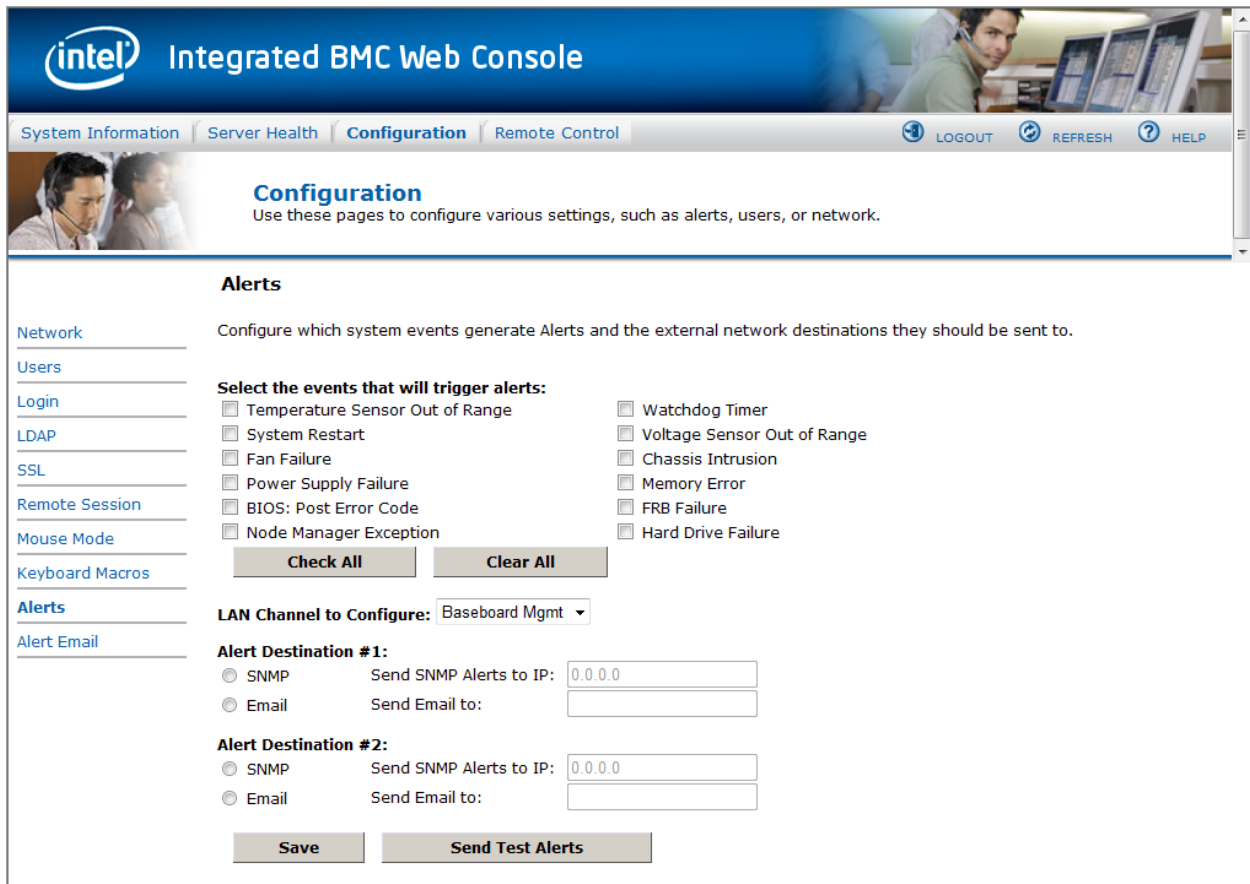 intel Integrated BMC Web Console
System Information Server Health Configuration Remote Control LOGOUT REFRESH ? HELP
Configuration
Use these pages to configure various settings, such as alerts, users, or network.
Alerts
Network
Users
Login
LDAP
SSL
Remote Session
Mouse Mode
Keyboard Macros
Alerts
Alert Email
Configure which system events generate Alerts and the external network destinations they should be sent to.
Select the events that will trigger alerts:
Temperature Sensor Out of Range Watchdog Timer
System Restart Voltage Sensor Out of Range
Fan Failure Chassis Intrusion
Power Supply Failure Memory Error
BIOS: Post Error Code FRB Failure
Node Manager Exception Hard Drive Failure
Check All Clear All
LAN Channel to Configure: Baseboard Mgmt
Alert Destination #1:
SNMP Send SNMP Alerts to IP: 0.0.0.0
Email Send Email to:
Alert Destination #2:
SNMP Send SNMP Alerts to IP: 0.0.0.0
Email Send Email to:
Save Send Test Alerts